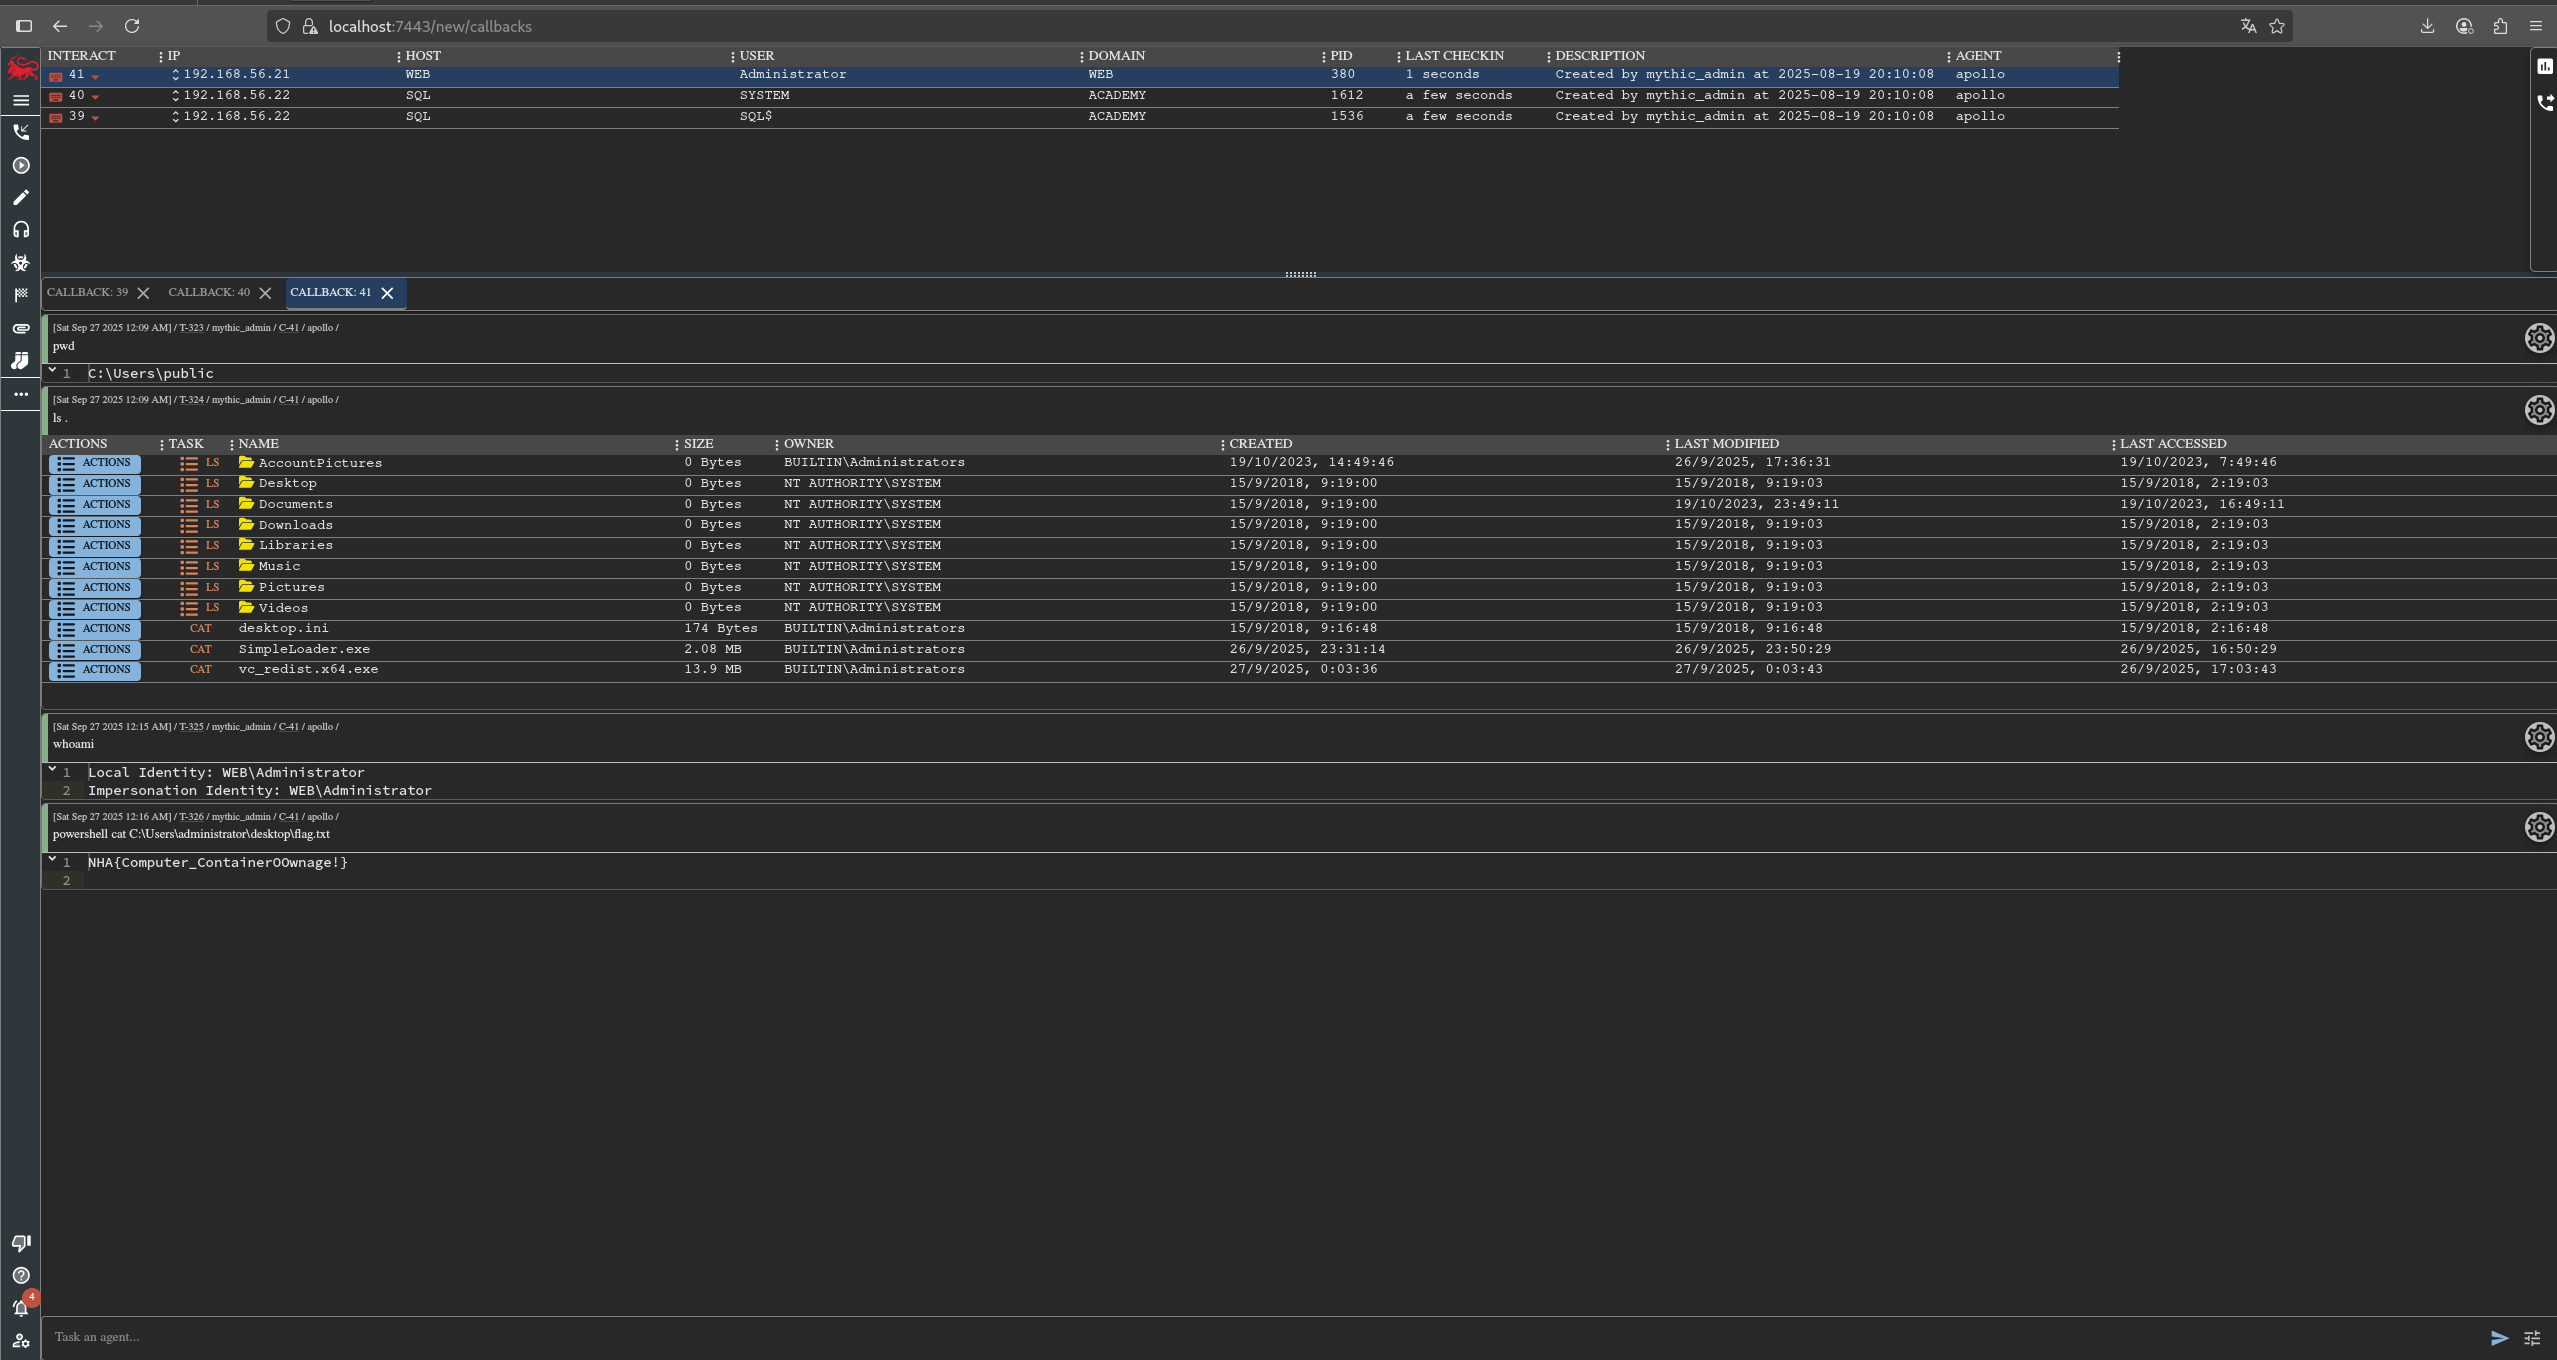 localhost:7443/new/callbacks
INTERACT IP HOST USER DOMAIN PID LAST CHECKIN DESCRIPTION AGENT
41 192.168.56.21 WEB Administrator WEB 380 1 seconds Created by mythic_admin at 2025-08-19 20:10:08 apollo
40 192.168.56.22 SQL SYSTEM ACADEMY 1612 a few seconds Created by mythic_admin at 2025-08-19 20:10:08 apollo
39 192.168.56.22 SQL SQL$ ACADEMY 1536 a few seconds Created by mythic_admin at 2025-08-19 20:10:08 apollo
CALLBACK: 39 CALLBACK: 40 CALLBACK: 41
[Sat Sep 27 2025 12:09 AM] / T-323 / mythic_admin / C-41 / apollo /
pwd
1 C:\Users\public
[Sat Sep 27 2025 12:09 AM] / T-324 / mythic_admin / C-41 / apollo /
ls .
ACTIONS TASK NAME SIZE OWNER CREATED LAST MODIFIED LAST ACCESSED
ACTIONS LS AccountPictures 0 Bytes BUILTIN\Administrators 19/10/2023, 14:49:46 26/9/2025, 17:36:31 19/10/2023, 7:49:46
ACTIONS LS Desktop 0 Bytes NT AUTHORITY\SYSTEM 15/9/2018, 9:19:00 15/9/2018, 9:19:03 15/9/2018, 2:19:03
ACTIONS LS Documents 0 Bytes NT AUTHORITY\SYSTEM 15/9/2018, 9:19:00 19/10/2023, 23:49:11 19/10/2023, 16:49:11
ACTIONS LS Downloads 0 Bytes NT AUTHORITY\SYSTEM 15/9/2018, 9:19:00 15/9/2018, 9:19:03 15/9/2018, 2:19:03
ACTIONS LS Libraries 0 Bytes NT AUTHORITY\SYSTEM 15/9/2018, 9:19:00 15/9/2018, 9:19:03 15/9/2018, 2:19:03
ACTIONS LS Music 0 Bytes NT AUTHORITY\SYSTEM 15/9/2018, 9:19:00 15/9/2018, 9:19:03 15/9/2018, 2:19:03
ACTIONS LS Pictures 0 Bytes NT AUTHORITY\SYSTEM 15/9/2018, 9:19:00 15/9/2018, 9:19:03 15/9/2018, 2:19:03
ACTIONS LS Videos 0 Bytes NT AUTHORITY\SYSTEM 15/9/2018, 9:19:00 15/9/2018, 9:19:03 15/9/2018, 2:19:03
ACTIONS CAT desktop.ini 174 Bytes BUILTIN\Administrators 15/9/2018, 9:16:48 15/9/2018, 9:16:48 15/9/2018, 2:16:48
ACTIONS CAT SimpleLoader.exe 2.08 MB BUILTIN\Administrators 26/9/2025, 23:31:14 26/9/2025, 23:50:29 26/9/2025, 16:50:29
ACTIONS CAT vc_redist.x64.exe 13.9 MB BUILTIN\Administrators 27/9/2025, 0:03:36 27/9/2025, 0:03:43 26/9/2025, 17:03:43
[Sat Sep 27 2025 12:15 AM] / T-325 / mythic_admin / C-41 / apollo /
whoami
1 Local Identity: WEB\Administrator
2 Impersonation Identity: WEB\Administrator
[Sat Sep 27 2025 12:16 AM] / T-326 / mythic_admin / C-41 / apollo /
powershell cat C:\Users\administrator\desktop\flag.txt
1 NHA{Computer_ContainerOOwnage!}
2
4
Task an agent...